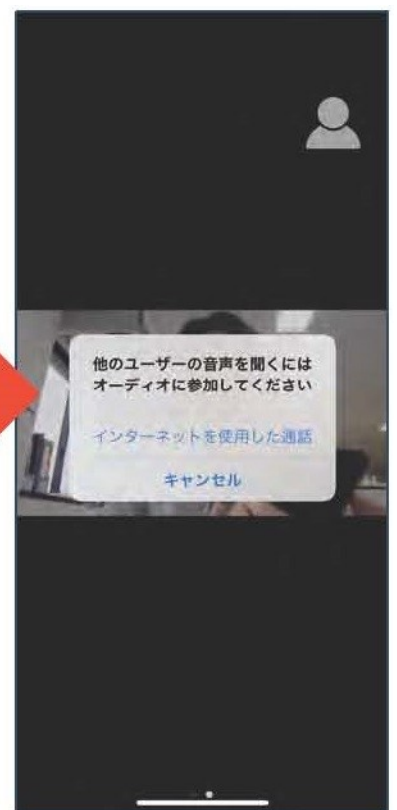 他のユーザーの音声を聞くには
オーディオに参加してください
インターネットを使用した通話
キャンセル